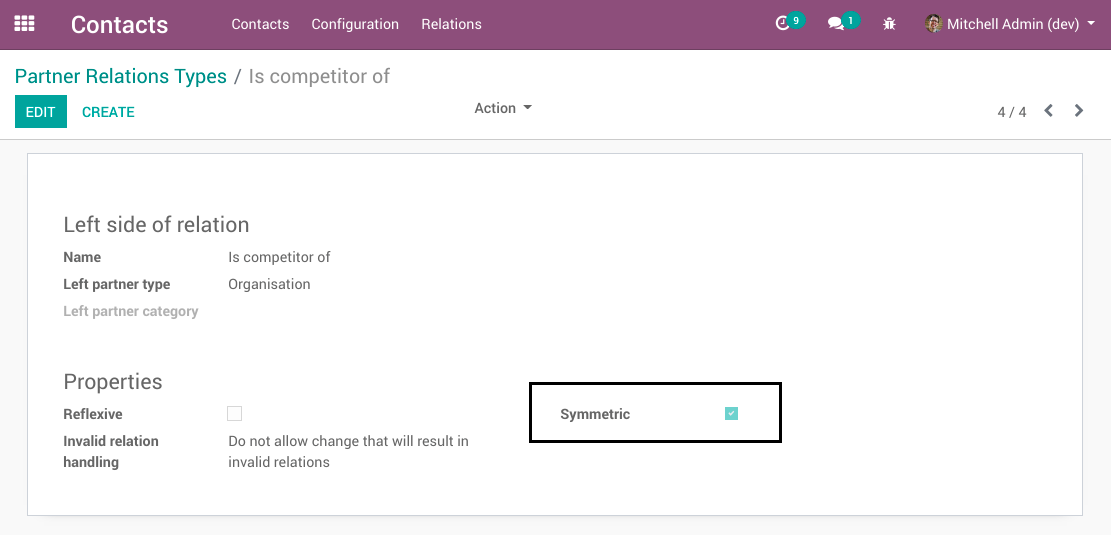 Contacts Contacts Configuration Relations 9 1 Mitchell Admin (dev)
Partner Relations Types / Is competitor of
EDIT CREATE Action 4 / 4
Left side of relation
Name Is competitor of
Left partner type Organisation
Left partner category
Properties
Reflexive Symmetric
Invalid relation Do not allow change that will result in
handling invalid relations